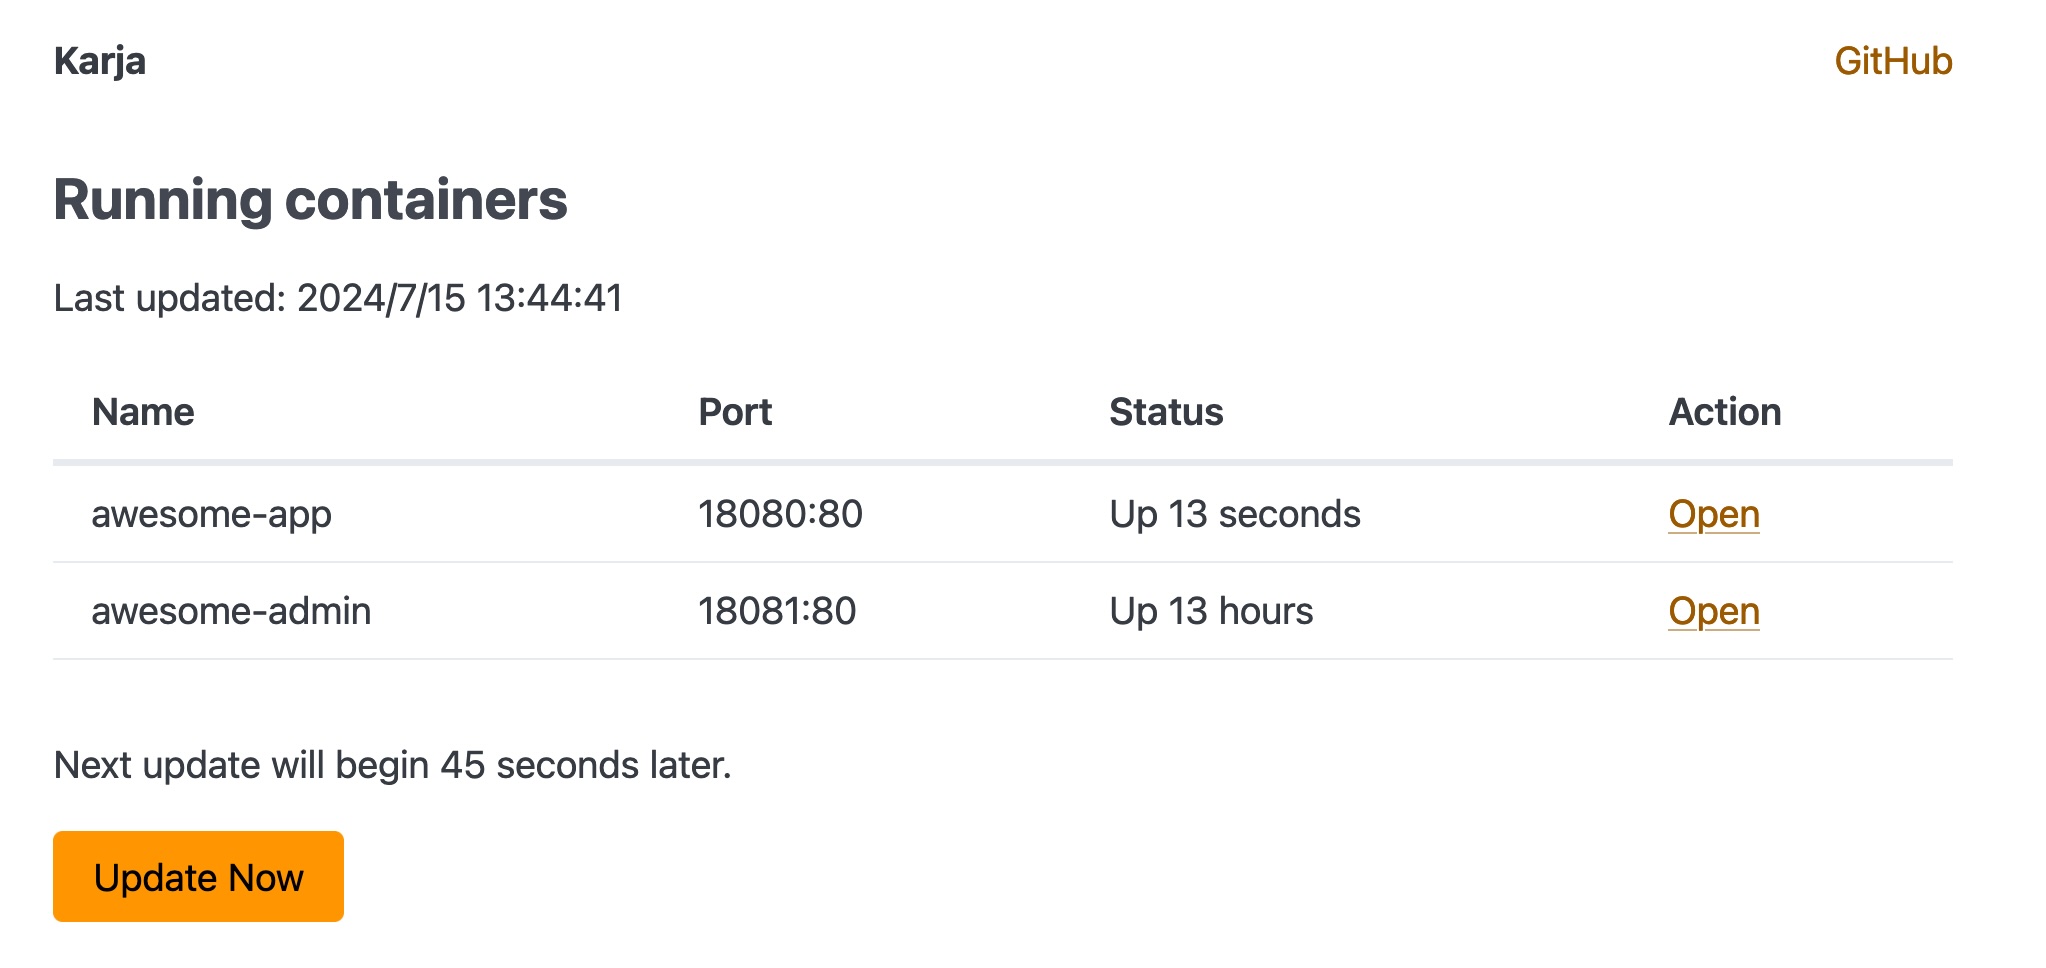 Karja GitHub
Running containers
Last updated: 2024/7/15 13:44:41
Name Port Status Action
awesome-app 18080:80 Up 13 seconds Open
awesome-admin 18081:80 Up 13 hours Open
Next update will begin 45 seconds later.
Update Now